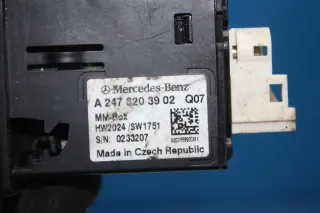 Mercedes-Benz
A 247 820 39 02 Q07
MM-Box
HW2024 /SW1751
S/N: 0233207
Made in Czech Republic